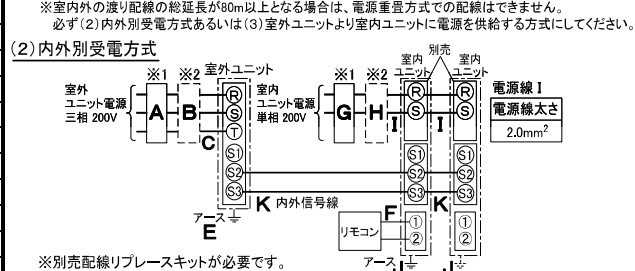 ※室内外の渡り配線の総延長が80m以上となる場合は、電源重畳方式での配線はできません。
必ず(2)内外別受電方式あるいは(3)室外ユニットより室内ユニットに電源を供給する方式にしてください。
(2)内外別受電方式
※1 ※2 室外ユニット
室外
ユニット電源
三相 200V
A B C
R
S
T
S1
S2
S3
アース
E
※1 ※2
室内
ユニット電源
単相 200V
G H I I
別売
室内
ユニット
室内
ユニット
R
S
S1
S2
S3
R
S
S1
S2
S3
K 内外信号線 K
F
リモコン
①
②
①
②
アース J J
電源線 I
電源線太さ
2.0mm²
※別売配線リプレースキットが必要です。